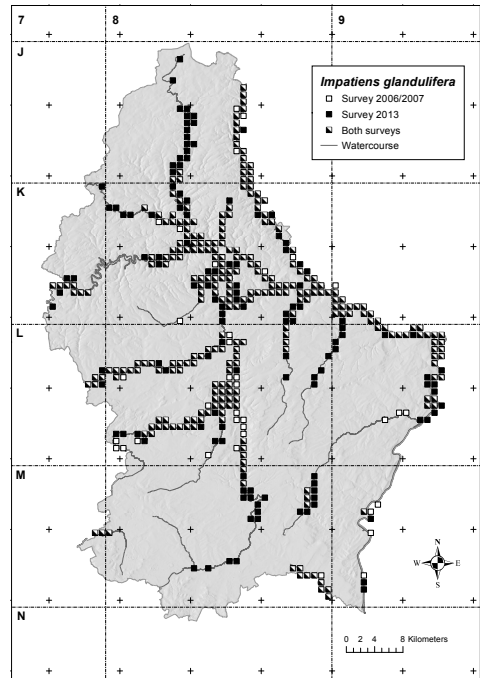 7 8 9
J
Impatiens glandulifera
Survey 2006/2007
Survey 2013
Both surveys
Watercourse
K
L
M
N
W E
S
N
0 2 4 8 Kilometers